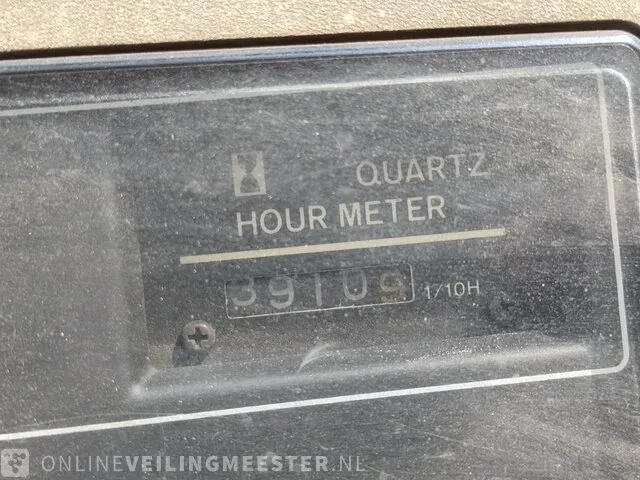 QUARTZ
HOUR METER
39109 1/10H
ONLINEVEILINGMEESTER.NL